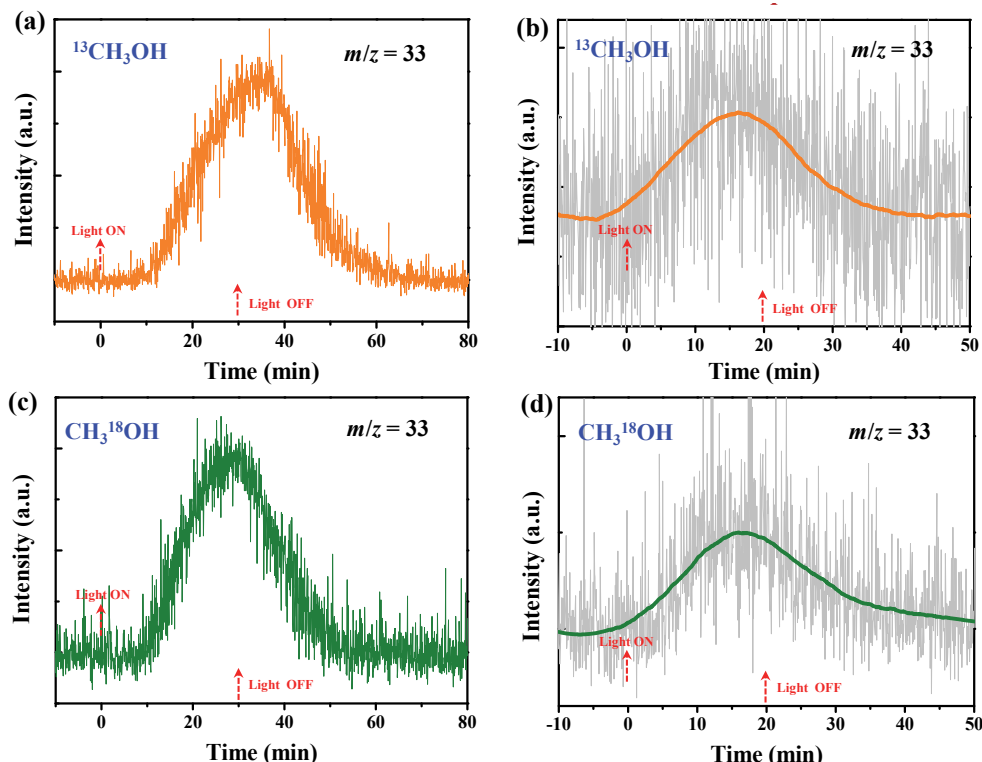 (a)
¹³CH₃OH
m/z = 33
Intensity (a.u.)
Light ON
Light OFF
0 20 40 60 80
Time (min)
(b)
¹³CH₃OH
m/z = 33
Intensity (a.u.)
Light ON
Light OFF
-10 0 10 20 30 40 50
Time (min)
(c)
CH₃¹⁸OH
m/z = 33
Intensity (a.u.)
Light ON
Light OFF
0 20 40 60 80
Time (min)
(d)
CH₃¹⁸OH
m/z = 33
Intensity (a.u.)
Light ON
Light OFF
-10 0 10 20 30 40 50
Time (min)